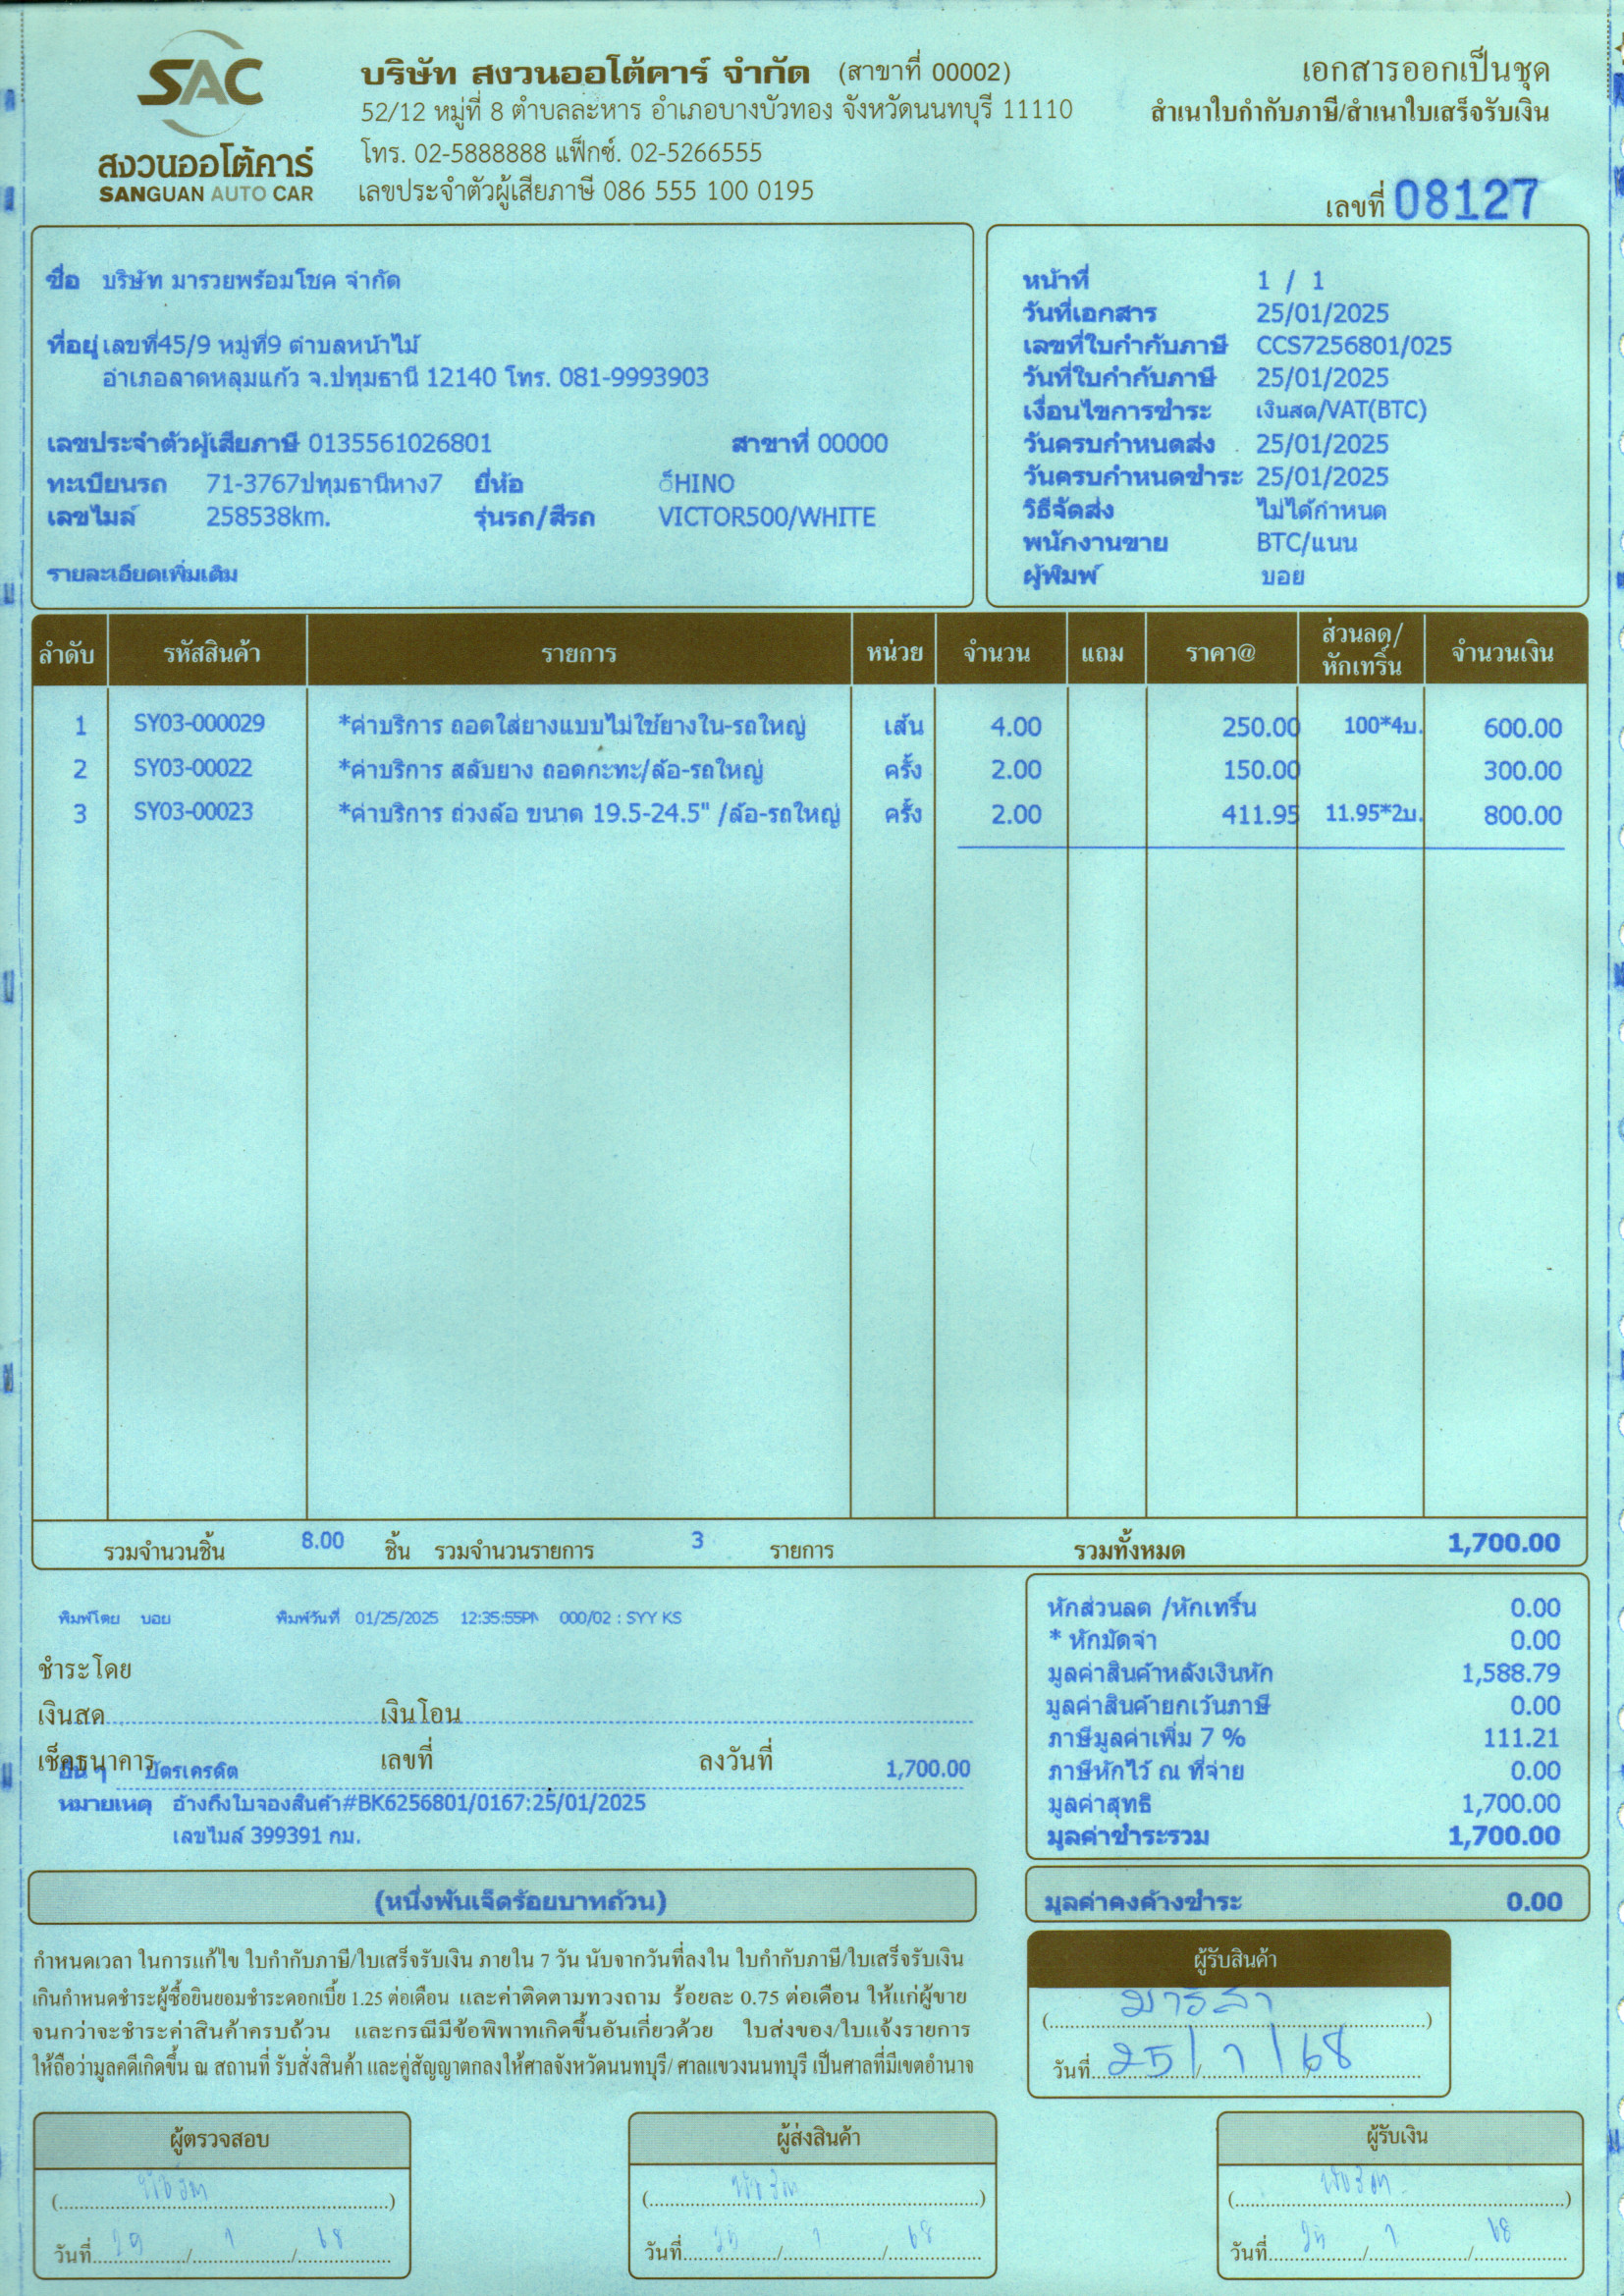 SAC
สงวนออโต้คาร์
SANGUAN AUTO CAR
บริษัท สงวนออโต้คาร์ จำกัด (สาขาที่ 00002)
52/12 หมู่ที่ 8 ตำบลละหาร อำเภอบางบัวทอง จังหวัดนนทบุรี 11110
โทร. 02-5888888 แฟ็กซ์. 02-5266555
เลขประจำตัวผู้เสียภาษี 086 555 100 0195
เอกสารออกเป็นชุด
สำเนาใบกำกับภาษี/สำเนาใบเสร็จรับเงิน
เลขที่ 08127
ชื่อ บริษัท มารวยพร้อมโชค จำกัด
ที่อยู่ เลขที่45/9 หมู่ที่9 ตำบลหน้าไม้
อำเภอลาดหลุมแก้ว จ.ปทุมธานี 12140 โทร. 081-9993903
เลขประจำตัวผู้เสียภาษี 0135561026801 สาขาที่ 00000
ทะเบียนรถ 71-3767ปทุมธานีหาง7 ยี่ห้อ ็HINO
เลขไมล์ 258538km. รุ่นรถ/สีรถ VICTOR500/WHITE
รายละเอียดเพิ่มเติม
หน้าที่ 1 / 1
วันที่เอกสาร 25/01/2025
เลขที่ใบกำกับภาษี CCS7256801/025
วันที่ใบกำกับภาษี 25/01/2025
เงื่อนไขการชำระ เงินสด/VAT(BTC)
วันครบกำหนดส่ง 25/01/2025
วันครบกำหนดชำระ 25/01/2025
วิธีจัดส่ง ไม่ได้กำหนด
พนักงานขาย BTC/แนน
ผู้พิมพ์ บอย
ลำดับ รหัสสินค้า รายการ หน่วย จำนวน แถม ราคา@ ส่วนลด/หักเทริ์น จำนวนเงิน
1 SY03-000029 *ค่าบริการ ถอดใส่ยางแบบไม่ใช้ยางใน-รถใหญ่ เส้น 4.00 250.00 100*4บ. 600.00
2 SY03-00022 *ค่าบริการ สลับยาง ถอดกะทะ/ล้อ-รถใหญ่ ครั้ง 2.00 150.00 300.00
3 SY03-00023 *ค่าบริการ ถ่วงล้อ ขนาด 19.5-24.5" /ล้อ-รถใหญ่ ครั้ง 2.00 411.95 11.95*2บ. 800.00
รวมจำนวนชิ้น 8.00 ชิ้น รวมจำนวนรายการ 3 รายการ รวมทั้งหมด 1,700.00
พิมพ์โดย บอย พิมพ์วันที่ 01/25/2025 12:35:55PM 000/02 : SYY KS
ชำระโดย
เงินสด เงินโอน
เช็คธนาคาร เลขที่ ลงวันที่
อื่น ๆ บัตรเครดิต 1,700.00
หมายเหตุ อ้างถึงใบจองสินค้า#BK6256801/0167:25/01/2025
เลขไมล์ 399391 กม.
หักส่วนลด /หักเทริ์น 0.00
* หักมัดจำ 0.00
มูลค่าสินค้าหลังเงินหัก 1,588.79
มูลค่าสินค้ายกเว้นภาษี 0.00
ภาษีมูลค่าเพิ่ม 7 % 111.21
ภาษีหักไว้ ณ ที่จ่าย 0.00
มูลค่าสุทธิ 1,700.00
มูลค่าชำระรวม 1,700.00
(หนึ่งพันเจ็ดร้อยบาทถ้วน)
มูลค่าคงค้างชำระ 0.00
กำหนดเวลา ในการแก้ไข ใบกำกับภาษี/ใบเสร็จรับเงิน ภายใน 7 วัน นับจากวันที่ลงใน ใบกำกับภาษี/ใบเสร็จรับเงิน
เกินกำหนดชำระผู้ซื้อยินยอมชำระดอกเบี้ย 1.25 ต่อเดือน และค่าติดตามทวงถาม ร้อยละ 0.75 ต่อเดือน ให้แก่ผู้ขาย
จนกว่าจะชำระค่าสินค้าครบถ้วน และกรณีมีข้อพิพาทเกิดขึ้นอันเกี่ยวด้วย ใบส่งของ/ใบแจ้งรายการ
ให้ถือว่ามูลคดีเกิดขึ้น ณ สถานที่ รับสั่งสินค้า และคู่สัญญาตกลงให้ศาลจังหวัดนนทบุรี/ ศาลแขวงนนทบุรี เป็นศาลที่มีเขตอำนาจ
ผู้รับสินค้า
วันที่ 25/1/68
ผู้ตรวจสอบ ผู้ส่งสินค้า ผู้รับเงิน
วันที่ / 1 / 68 วันที่ / 1 / 68 วันที่ / 1 / 68